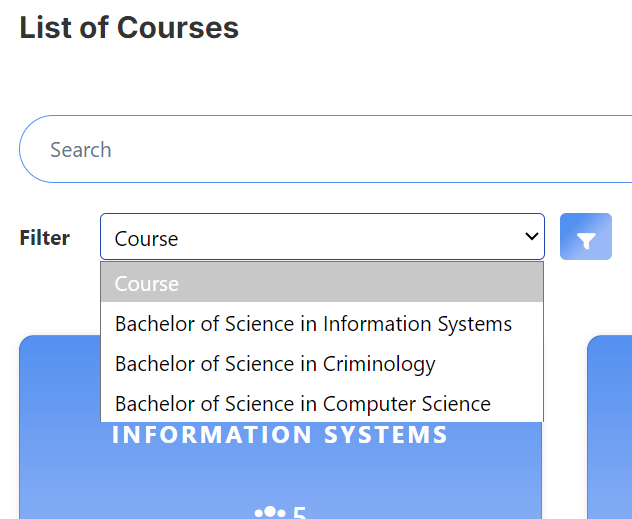 List of Courses
Search
Filter
Course
Course
Bachelor of Science in Information Systems
Bachelor of Science in Criminology
Bachelor of Science in Computer Science
INFORMATION SYSTEMS
5